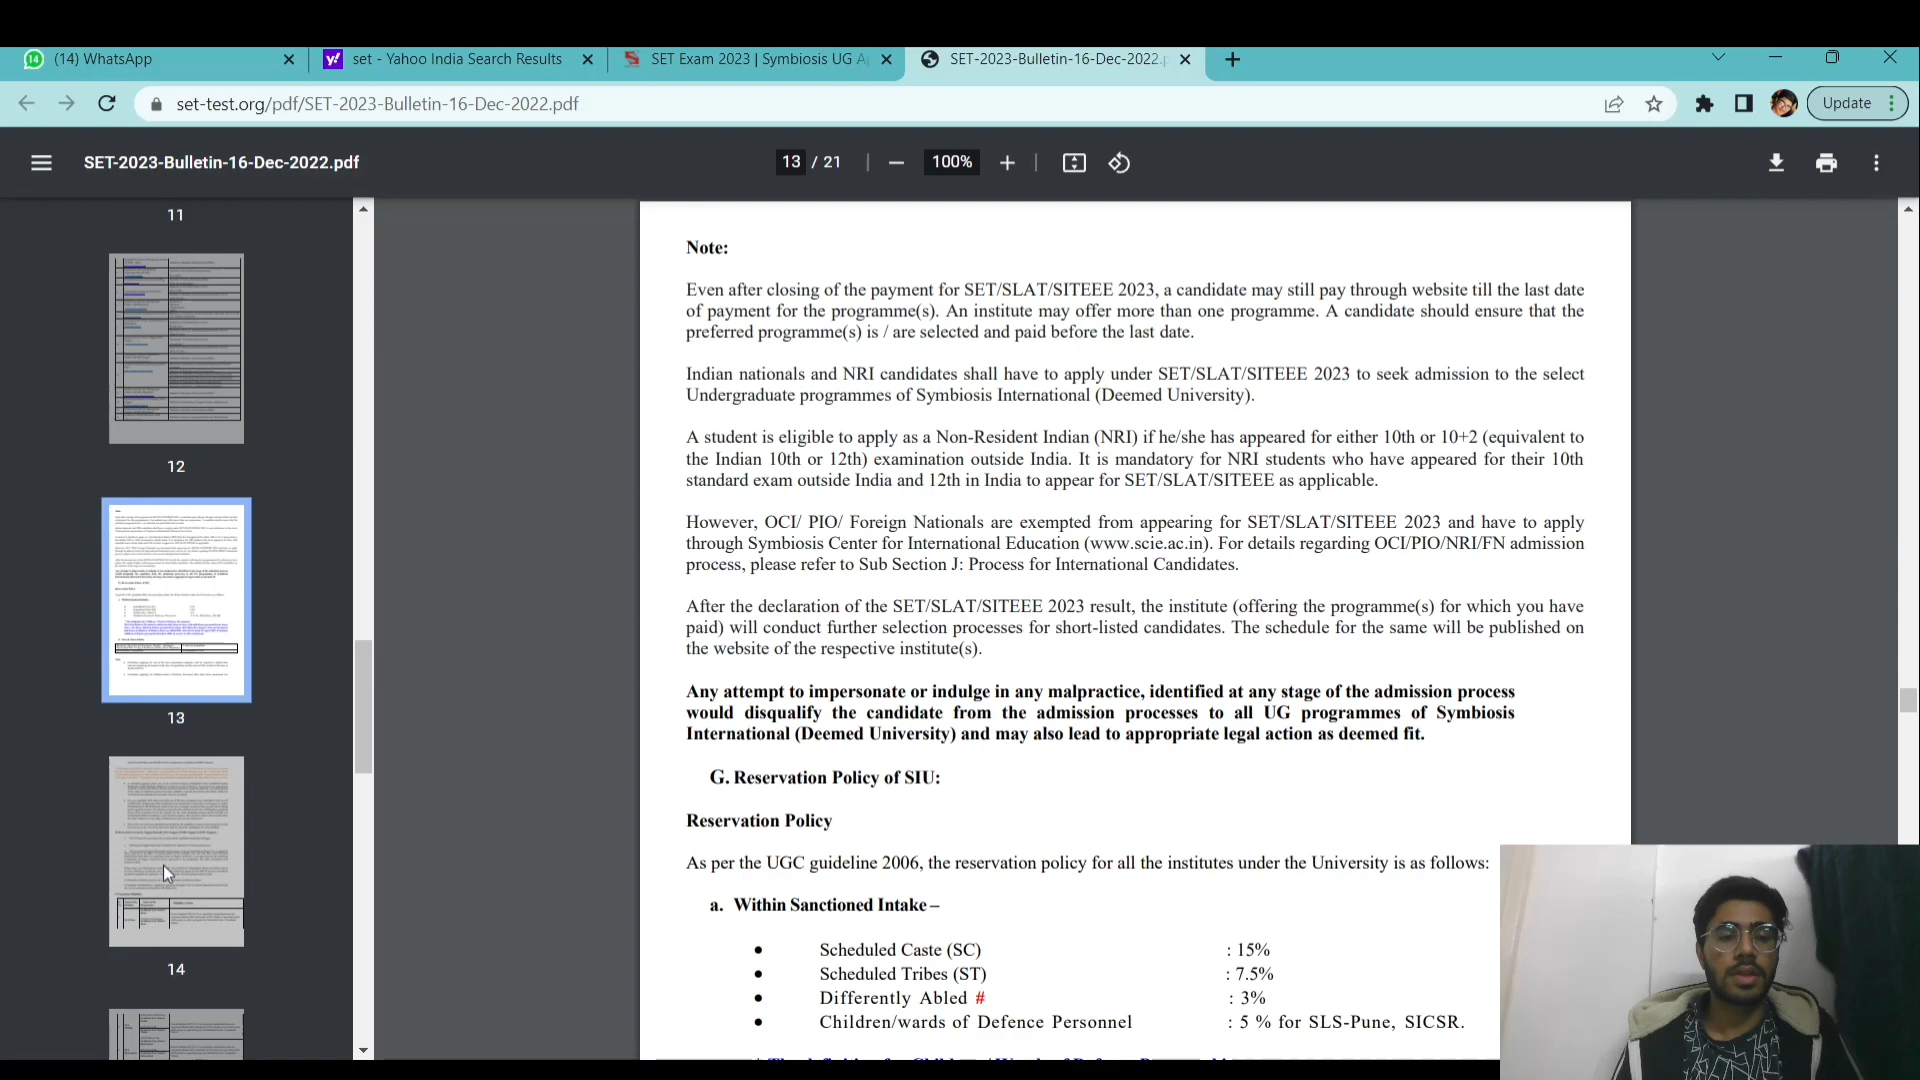 14 (14) WhatsApp
set - Yahoo India Search Results
SET Exam 2023 | Symbiosis UG A
SET-2023-Bulletin-16-Dec-2022.p
set-test.org/pdf/SET-2023-Bulletin-16-Dec-2022.pdf
Update
SET-2023-Bulletin-16-Dec-2022.pdf
13 / 21
100%
11
12
13
14
Note:
Even after closing of the payment for SET/SLAT/SITEEE 2023, a candidate may still pay through website till the last date
of payment for the programme(s). An institute may offer more than one programme. A candidate should ensure that the
preferred programme(s) is / are selected and paid before the last date.
Indian nationals and NRI candidates shall have to apply under SET/SLAT/SITEEE 2023 to seek admission to the select
Undergraduate programmes of Symbiosis International (Deemed University).
A student is eligible to apply as a Non-Resident Indian (NRI) if he/she has appeared for either 10th or 10+2 (equivalent to
the Indian 10th or 12th) examination outside India. It is mandatory for NRI students who have appeared for their 10th
standard exam outside India and 12th in India to appear for SET/SLAT/SITEEE as applicable.
However, OCI/ PIO/ Foreign Nationals are exempted from appearing for SET/SLAT/SITEEE 2023 and have to apply
through Symbiosis Center for International Education (www.scie.ac.in). For details regarding OCI/PIO/NRI/FN admission
process, please refer to Sub Section J: Process for International Candidates.
After the declaration of the SET/SLAT/SITEEE 2023 result, the institute (offering the programme(s) for which you have
paid) will conduct further selection processes for short-listed candidates. The schedule for the same will be published on
the website of the respective institute(s).
Any attempt to impersonate or indulge in any malpractice, identified at any stage of the admission process
would disqualify the candidate from the admission processes to all UG programmes of Symbiosis
International (Deemed University) and may also lead to appropriate legal action as deemed fit.
G. Reservation Policy of SIU:
Reservation Policy
As per the UGC guideline 2006, the reservation policy for all the institutes under the University is as follows:
a. Within Sanctioned Intake –
• Scheduled Caste (SC) : 15%
• Scheduled Tribes (ST) : 7.5%
• Differently Abled # : 3%
• Children/wards of Defence Personnel : 5 % for SLS-Pune, SICSR.